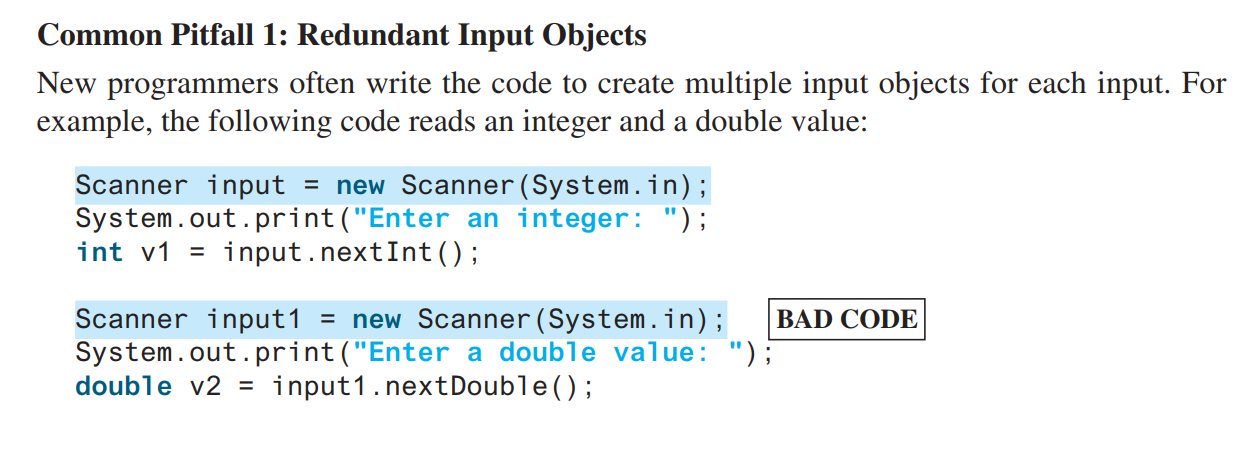 Common Pitfall 1: Redundant Input Objects
New programmers often write the code to create multiple input objects for each input. For
example, the following code reads an integer and a double value:
Scanner input = new Scanner(System.in);
System.out.print("Enter an integer: ");
int v1 = input.nextInt();
Scanner input1 = new Scanner(System.in); BAD CODE
System.out.print("Enter a double value: ");
double v2 = input1.nextDouble();